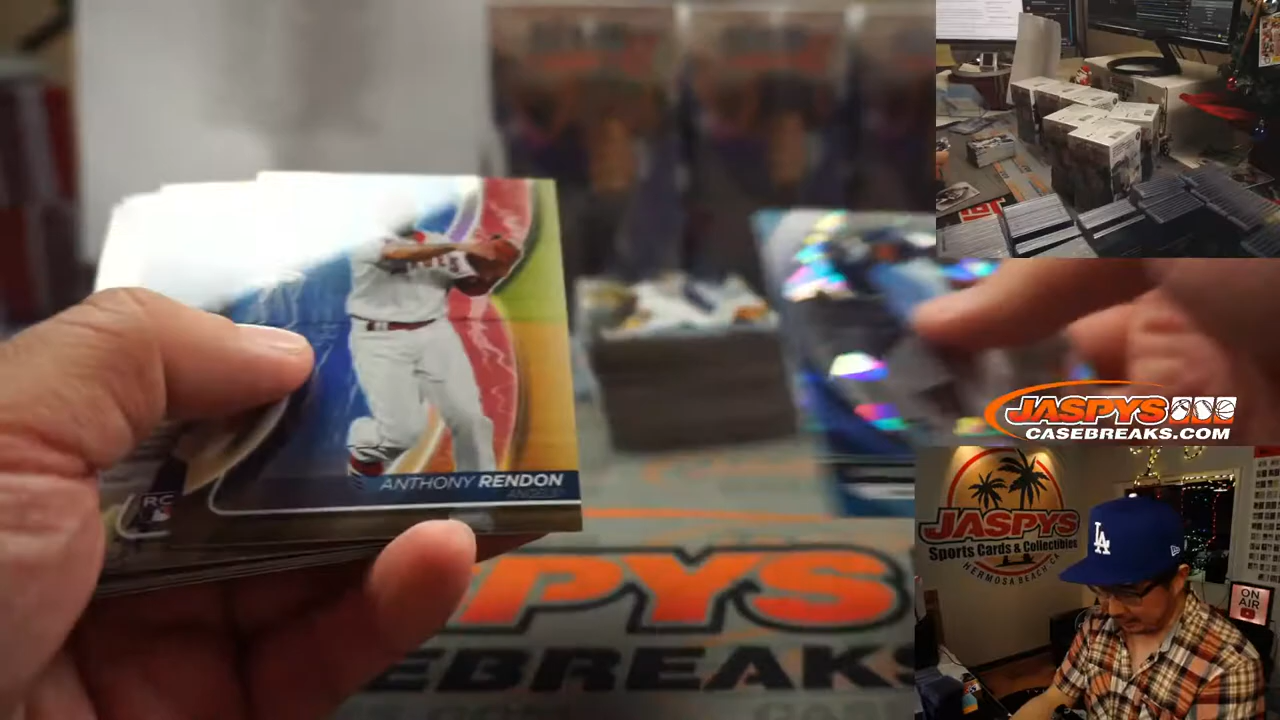 ANTHONY RENDON
ANGELS
RC
JASPYS
CASEBREAKS.COM
JASPYS
Sports Cards & Collectibles
HERMOSA BEACH CA
LA
ON
AIR
PYS
EBREAKS